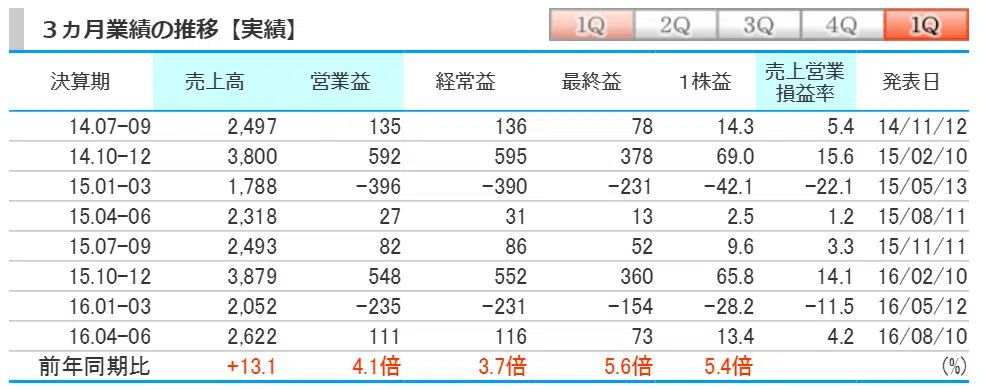 ３ヵ月業績の推移【実績】
1Q 2Q 3Q 4Q 1Q
決算期 売上高 営業益 経常益 最終益 1株益 売上営業損益率 発表日
14.07-09 2,497 135 136 78 14.3 5.4 14/11/12
14.10-12 3,800 592 595 378 69.0 15.6 15/02/10
15.01-03 1,788 -396 -390 -231 -42.1 -22.1 15/05/13
15.04-06 2,318 27 31 13 2.5 1.2 15/08/11
15.07-09 2,493 82 86 52 9.6 3.3 15/11/11
15.10-12 3,879 548 552 360 65.8 14.1 16/02/10
16.01-03 2,052 -235 -231 -154 -28.2 -11.5 16/05/12
16.04-06 2,622 111 116 73 13.4 4.2 16/08/10
前年同期比 +13.1 4.1倍 3.7倍 5.6倍 5.4倍 (%)